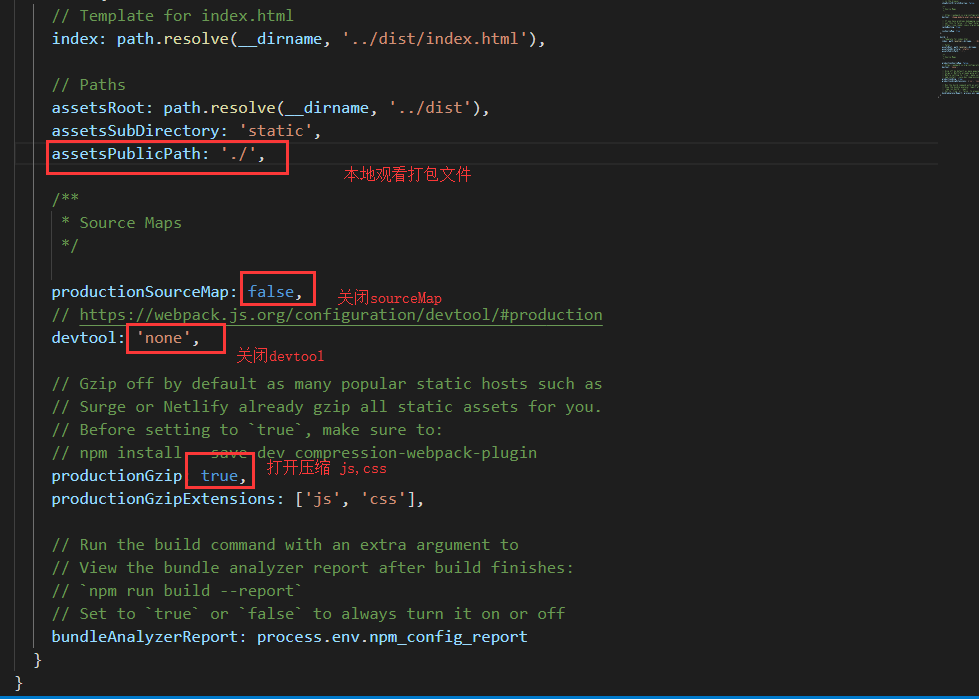 // Template for index.html
index: path.resolve(__dirname, '../dist/index.html'),
// Paths
assetsRoot: path.resolve(__dirname, '../dist'),
assetsSubDirectory: 'static',
assetsPublicPath: './',
本地观看打包文件
/**
* Source Maps
*/
productionSourceMap: false,
关闭sourceMap
// https://webpack.js.org/configuration/devtool/#production
devtool: 'none',
关闭devtool
// Gzip off by default as many popular static hosts such as
// Surge or Netlify already gzip all static assets for you.
// Before setting to `true`, make sure to:
// npm install --save-dev compression-webpack-plugin
productionGzip: true,
打开压缩 js,css
productionGzipExtensions: ['js', 'css'],
// Run the build command with an extra argument to
// View the bundle analyzer report after build finishes:
// `npm run build --report`
// Set to `true` or `false` to always turn it on or off
bundleAnalyzerReport: process.env.npm_config_report
}
}